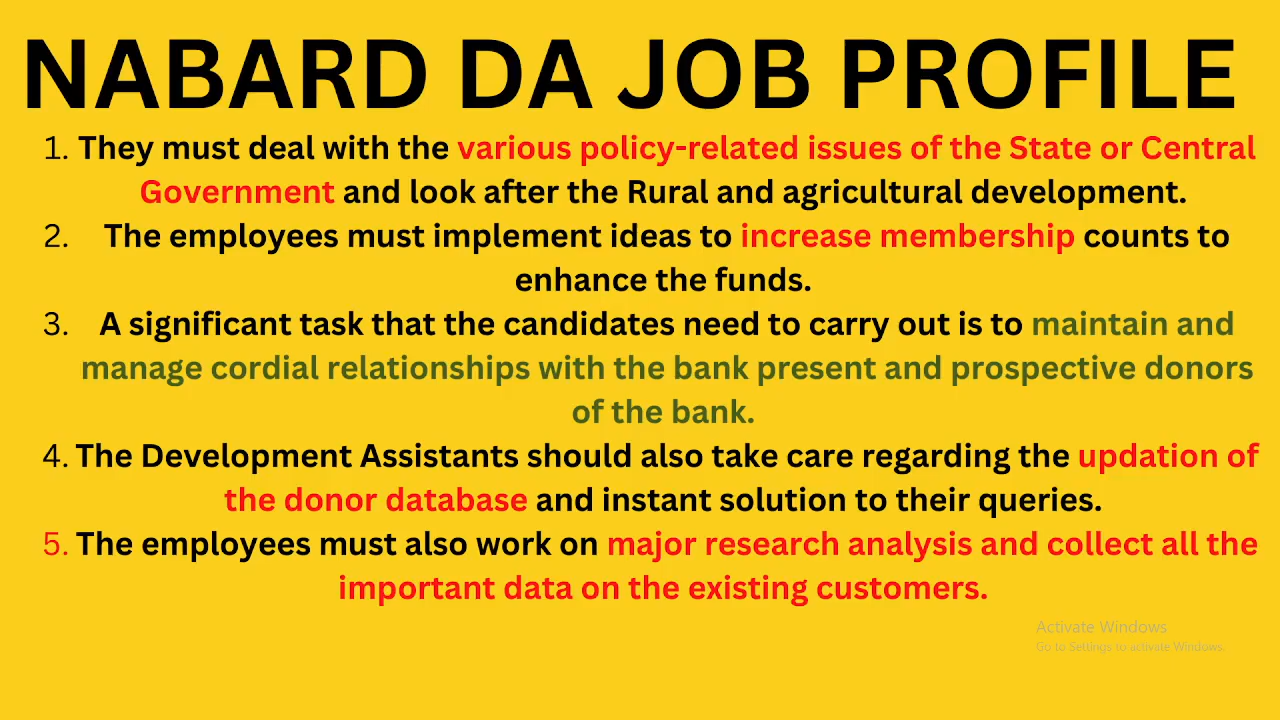 NABARD DA JOB PROFILE
1. They must deal with the various policy-related issues of the State or Central
Government and look after the Rural and agricultural development.
2. The employees must implement ideas to increase membership counts to
enhance the funds.
3. A significant task that the candidates need to carry out is to maintain and
manage cordial relationships with the bank present and prospective donors
of the bank.
4. The Development Assistants should also take care regarding the updation of
the donor database and instant solution to their queries.
5. The employees must also work on major research analysis and collect all the
important data on the existing customers.
Activate Windows
Go to Settings to activate Windows.